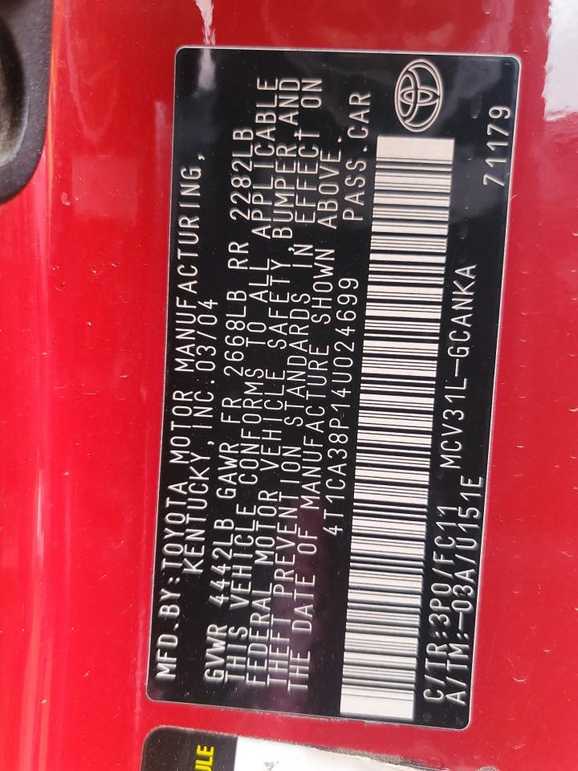 MFD.BY:TOYOTA MOTOR MANUFACTURING,
KENTUCKY,INC.03/04
GVWR 4442LB GAWR FR 2668LB RR 2282LB
THIS VEHICLE CONFORMS TO ALL APPLICABLE
FEDERAL MOTOR VEHICLE SAFETY,BUMPER,AND
THEFT PREVENTION STANDARDS IN EFFECT ON
THE DATE OF MANUFACTURE SHOWN ABOVE.
4T1CA38P14U024699 PASS.CAR
C/TR:3P0/FC11 MCV31L-GCANKA
A/TM:-03A/U151E 71179
ULE